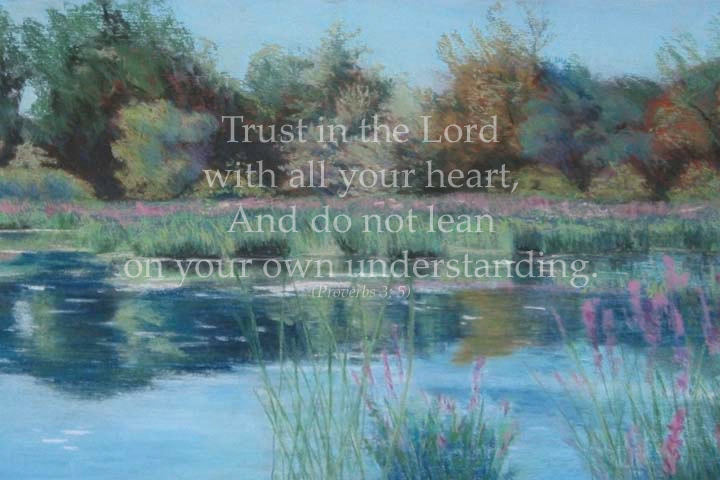 Trust in the Lord
with all your heart,
And do not lean
on your own understanding.
(Proverbs 3: 5)